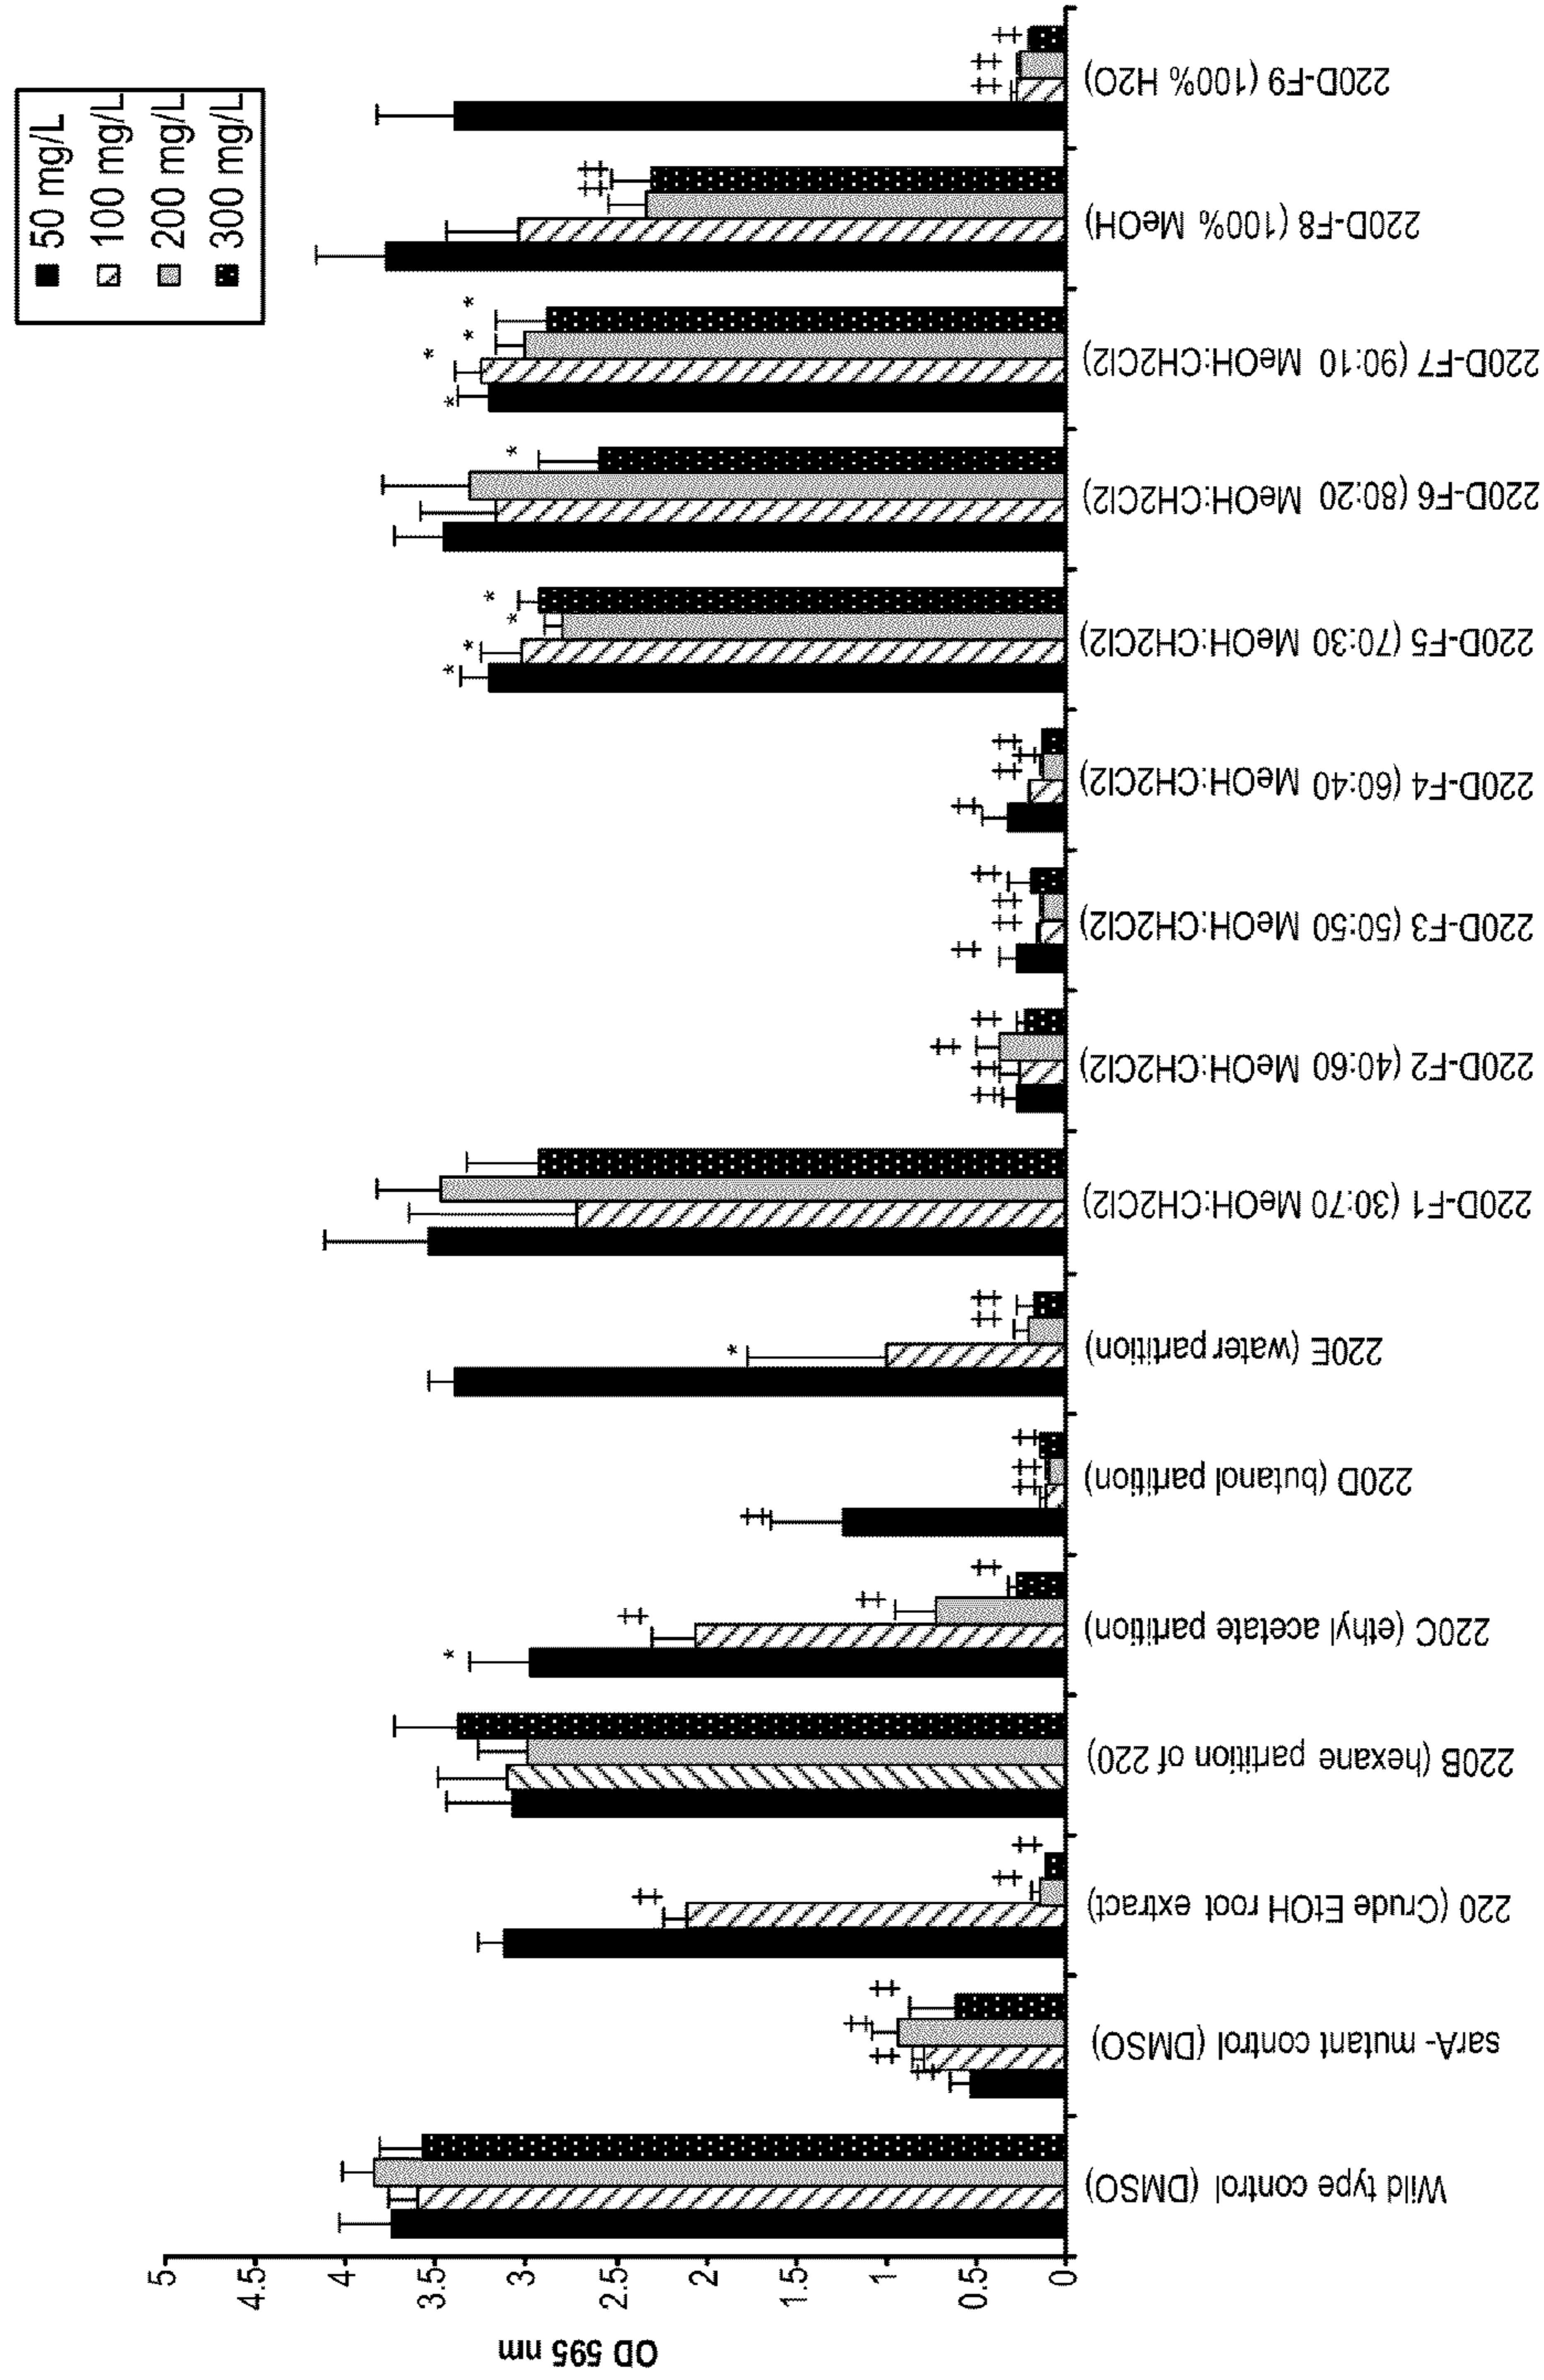 50 mg/L
100 mg/L
200 mg/L
300 mg/L
OD 595 nm
5
4.5
4
3.5
3
2.5
2
1.5
1
0.5
0
Wild type control (DMSO)
sarA- mutant control (DMSO)
220 (Crude EtOH root extract)
220B (hexane partition of 220)
220C (ethyl acetate partition)
220D (butanol partition)
220E (water partition)
220D-F1 (30:70 MeOH:CH2Cl2)
220D-F2 (40:60 MeOH:CH2Cl2)
220D-F3 (50:50 MeOH:CH2Cl2)
220D-F4 (60:40 MeOH:CH2Cl2)
220D-F5 (70:30 MeOH:CH2Cl2)
220D-F6 (80:20 MeOH:CH2Cl2)
220D-F7 (90:10 MeOH:CH2Cl2)
220D-F8 (100% MeOH)
220D-F9 (100% H2O)